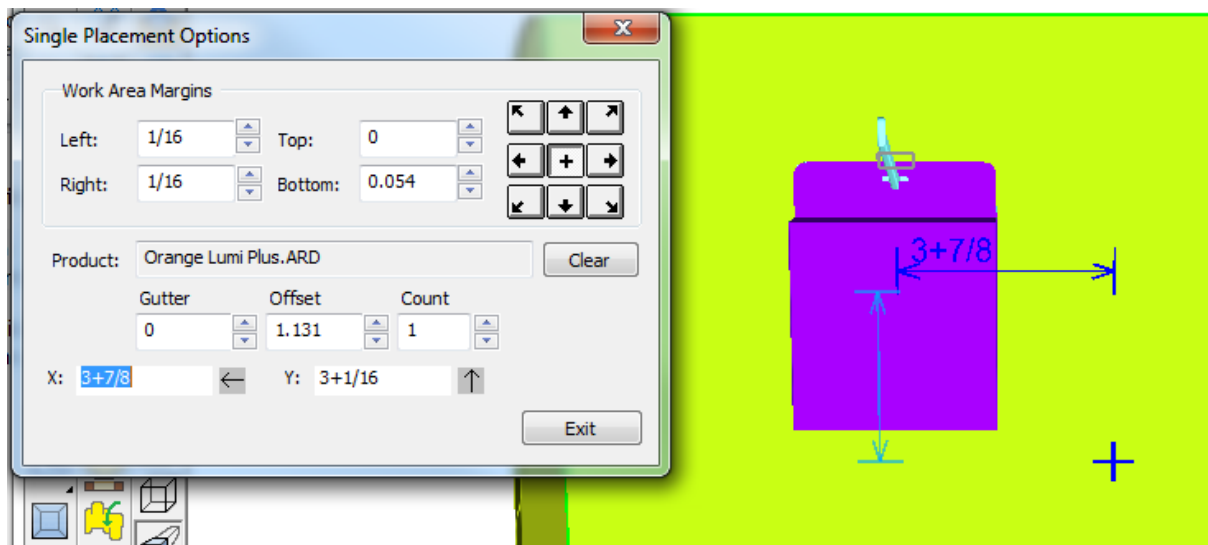 Single Placement Options
Work Area Margins
Left: 1/16 Top: 0
Right: 1/16 Bottom: 0.054
Product: Orange Lumi Plus.ARD Clear
Gutter Offset Count
0 1.131 1
X: 3+7/8 Y: 3+1/16
Exit
3+7/8